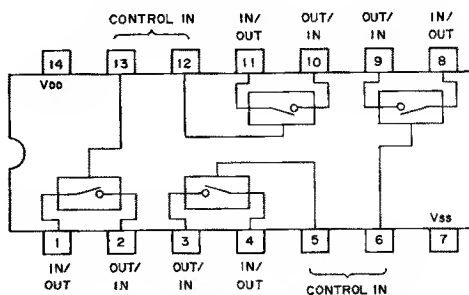 CONTROL IN
IN/ OUT/ OUT/ IN/
OUT IN IN OUT
14 13 12 11 10 9 8
VDD
VSS
1 2 3 4 5 6 7
IN/ OUT/ OUT/ IN/
OUT IN IN OUT
CONTROL IN